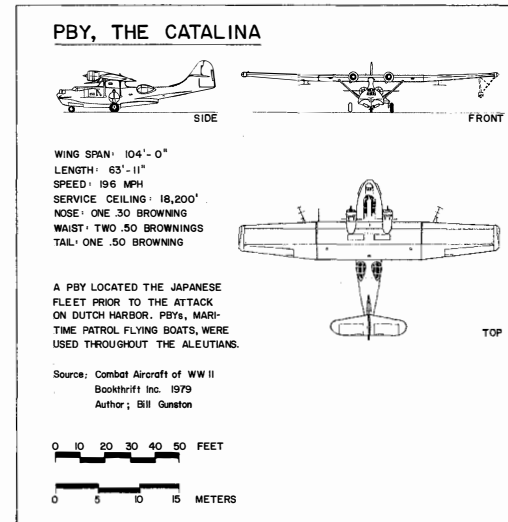 PBY, THE CATALINA
SIDE
FRONT
WING SPAN: 104'-0"
LENGTH: 63'-11"
SPEED: 196 MPH
SERVICE CEILING: 18,200'
NOSE: ONE .30 BROWNING
WAIST: TWO .50 BROWNINGS
TAIL: ONE .50 BROWNING
TOP
A PBY LOCATED THE JAPANESE
FLEET PRIOR TO THE ATTACK
ON DUTCH HARBOR. PBYs, MARI-
TIME PATROL FLYING BOATS, WERE
USED THROUGHOUT THE ALEUTIANS.
Source; Combat Aircraft of WW II
Bookthrift Inc. 1979
Author; Bill Gunston
0 10 20 30 40 50 FEET
0 5 10 15 METERS